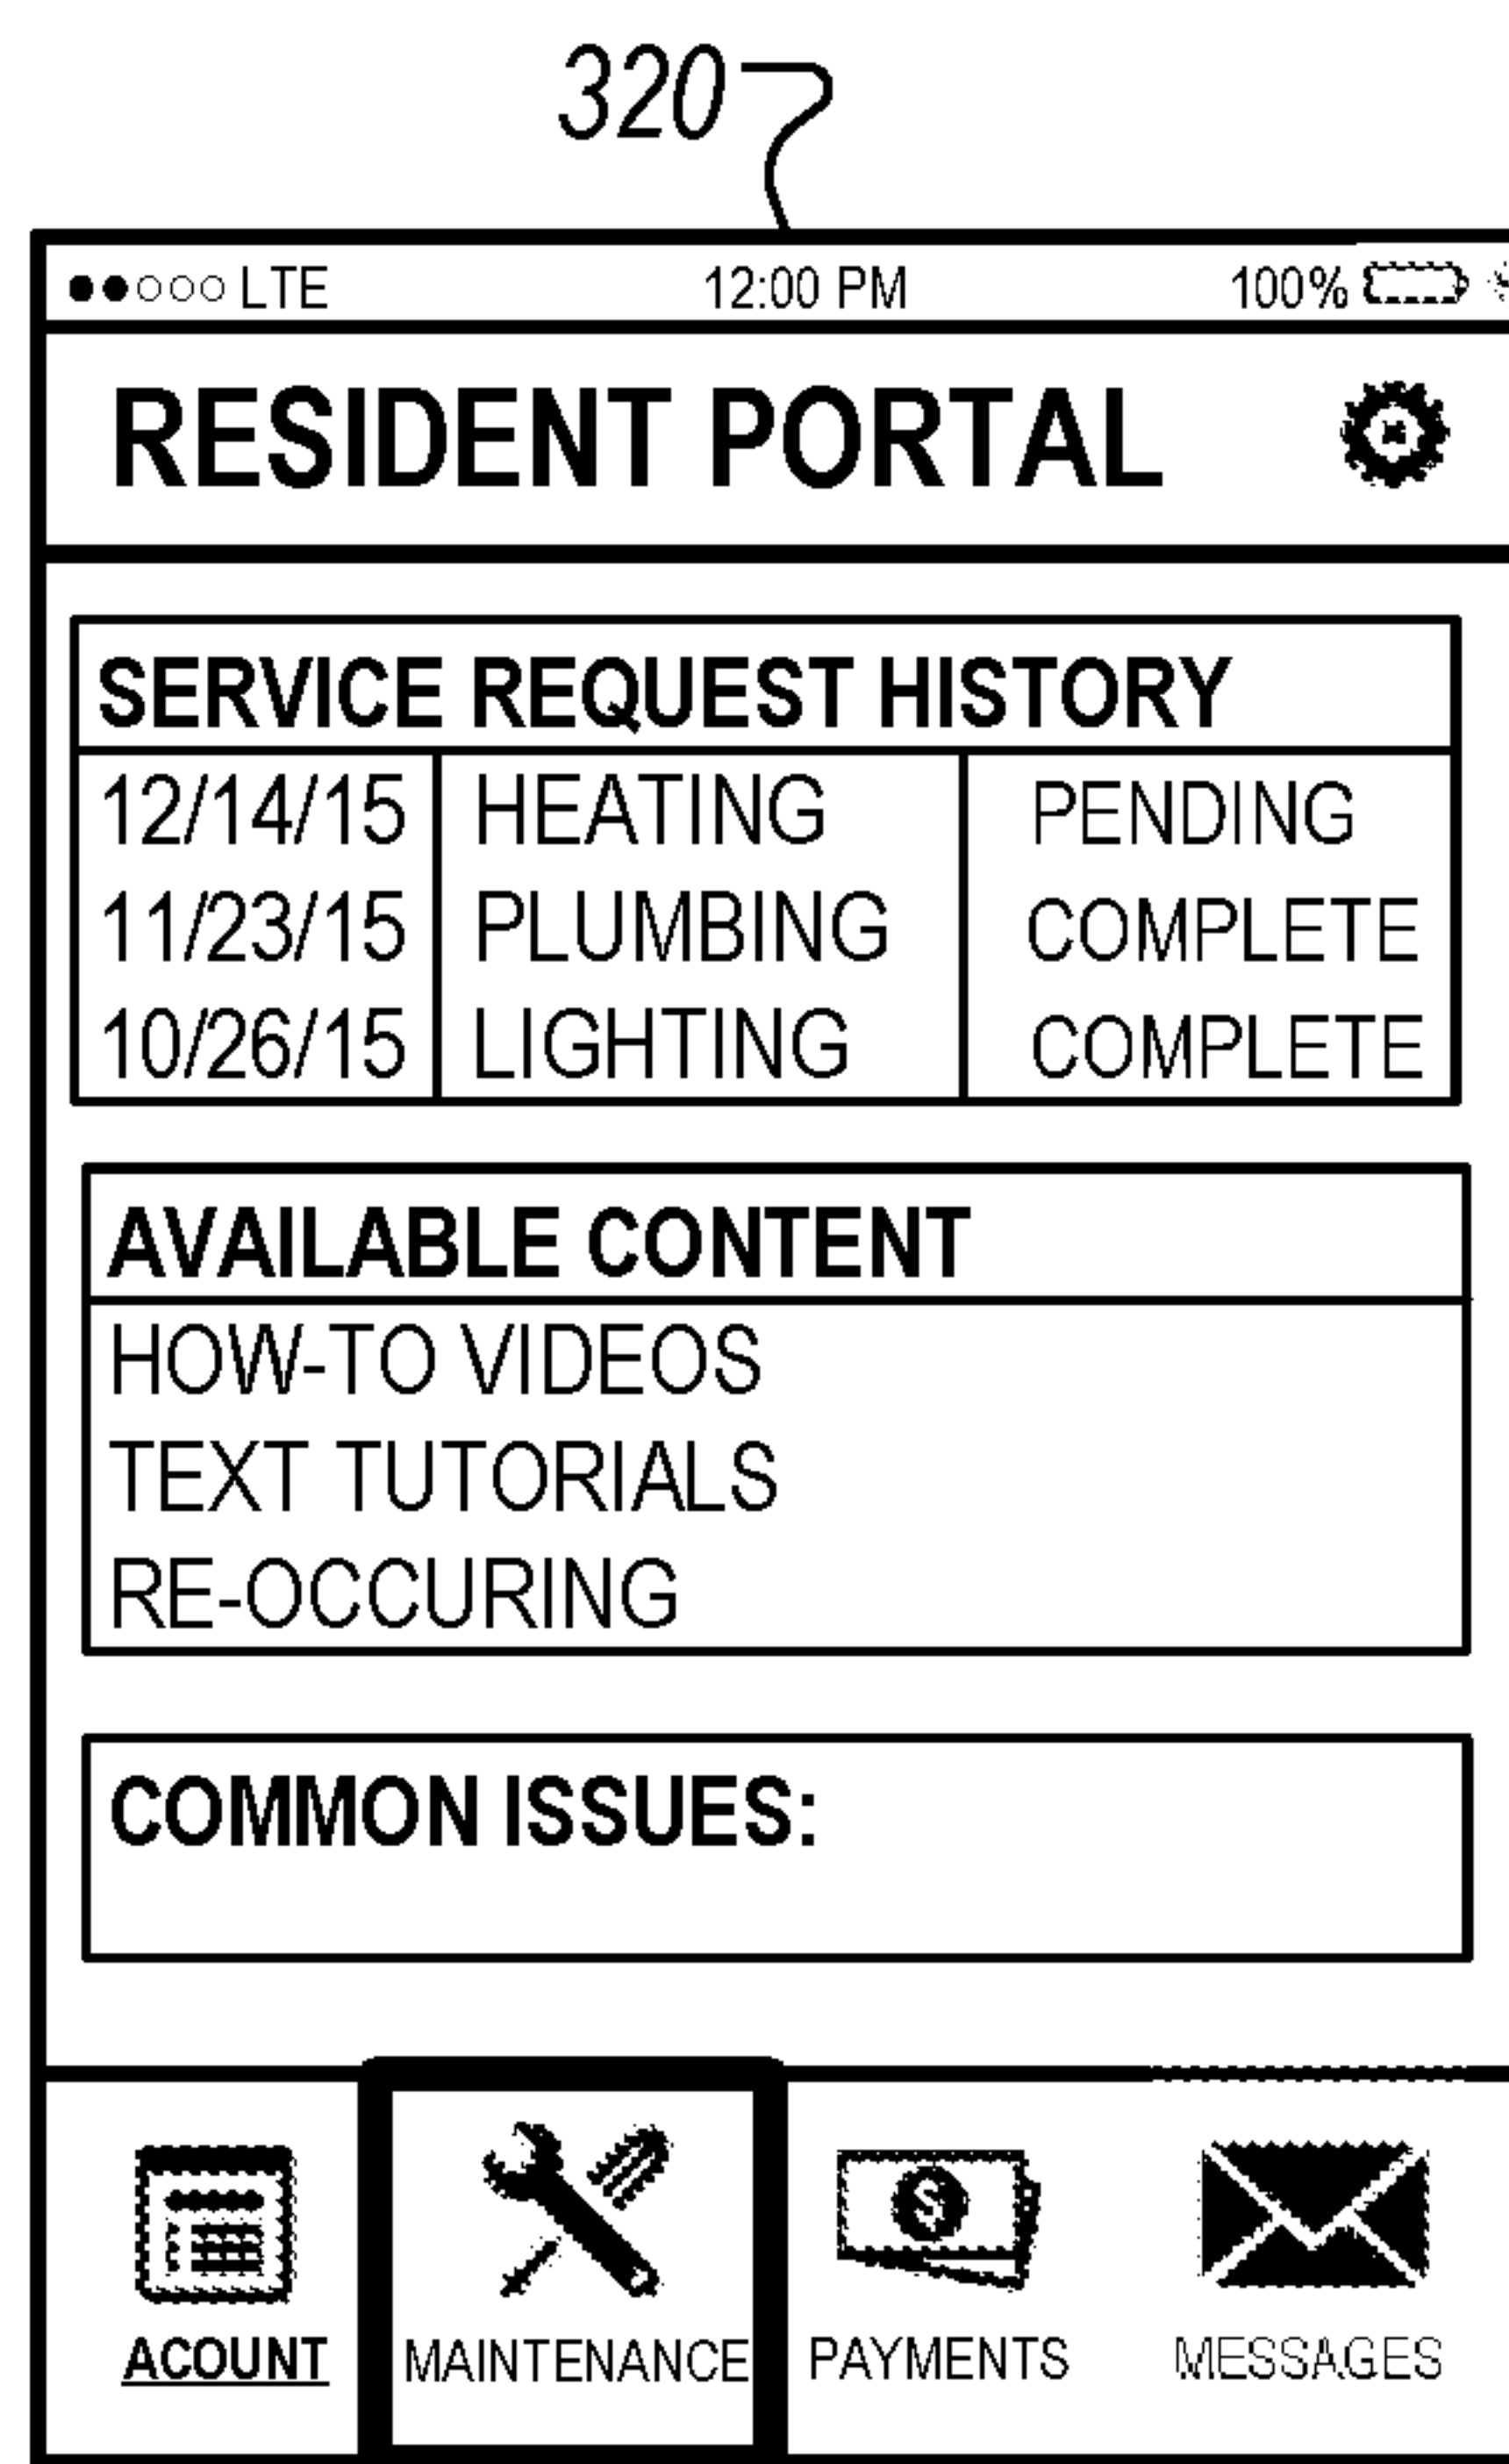 320
LTE 12:00 PM 100%
RESIDENT PORTAL
SERVICE REQUEST HISTORY
12/14/15 HEATING PENDING
11/23/15 PLUMBING COMPLETE
10/26/15 LIGHTING COMPLETE
AVAILABLE CONTENT
HOW-TO VIDEOS
TEXT TUTORIALS
RE-OCCURING
COMMON ISSUES:
$
ACOUNT MAINTENANCE PAYMENTS MESSAGES